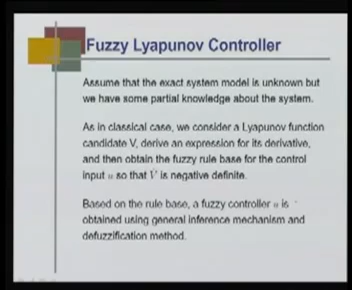 Fuzzy Lyapunov Controller
Assume that the exact system model is unknown but
we have some partial knowledge about the system.
As in classical case, we consider a Lyapunov function
candidate V, derive an expression for its derivative,
and then obtain the fuzzy rule base for the control
input u so that V̇ is negative definite.
Based on the rule base, a fuzzy controller u is
obtained using general inference mechanism and
defuzzification method.